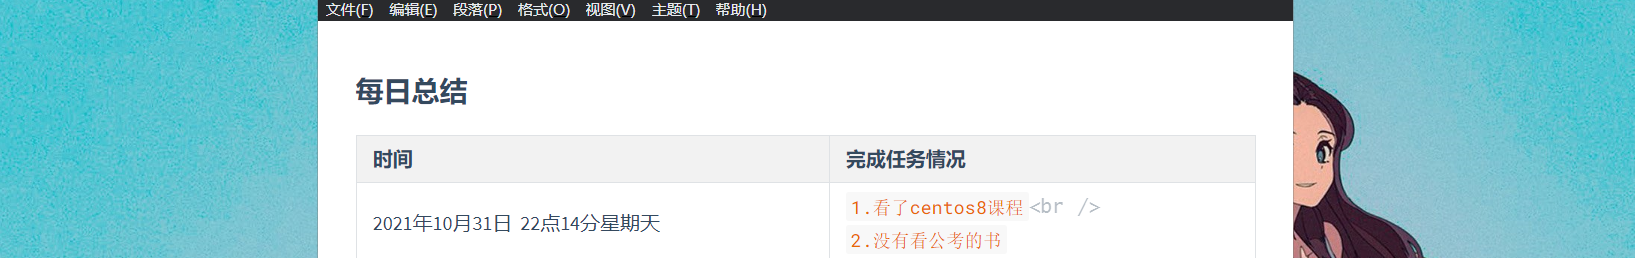 文件(F) 编辑(E) 段落(P) 格式(O) 视图(V) 主题(T) 帮助(H)
每日总结
时间 完成任务情况
2021年10月31日 22点14分星期天
1.看了centos8课程<br />
2.没有看公考的书